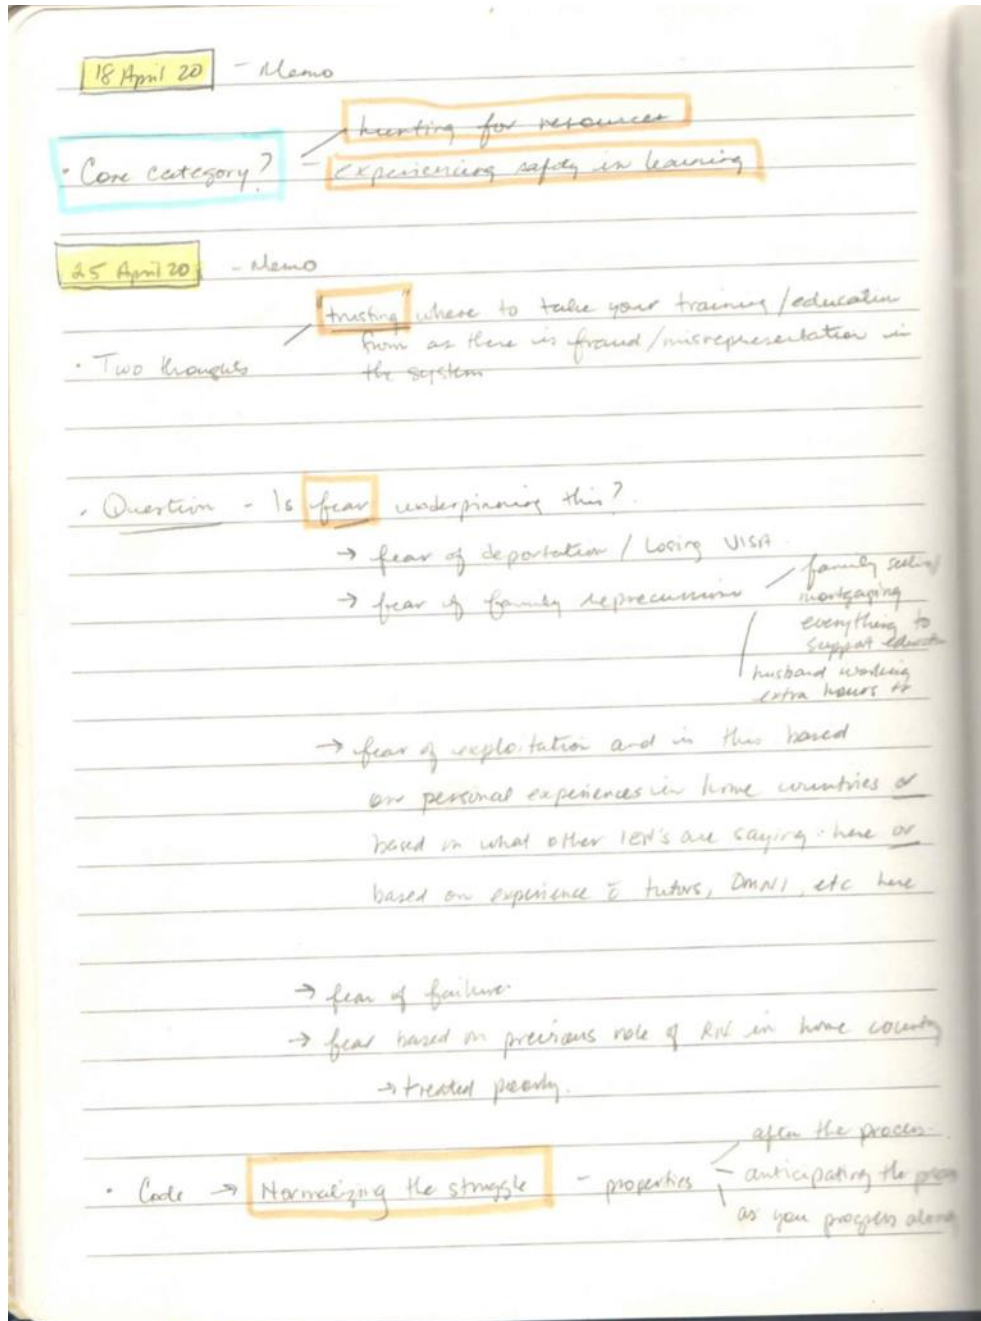 18 April 20 - Memo
hunting for resources
· Core category?
- experiencing safety in learning
25 April 20 - Memo
"trusting" where to take your training/education
from as there is fraud/misrepresentation in
· Two thoughts
the system
· Question - Is fear underpinning this?
→ fear of deportation / Losing VISA.
→ fear of family
family
mortgaging
everything to
support
husband working
extra hours
→ fear of exploitation and is this based
on personal experiences in home countries or
based on what other IEN's are saying here or
based on experience c̄ tutors, OMNI, etc here
→ fear of failure.
→ fear based on previous role of RN in home country
→ treated poorly.
after the process.
· Code → Normalizing the struggle - properties - anticipating the
as you progress along